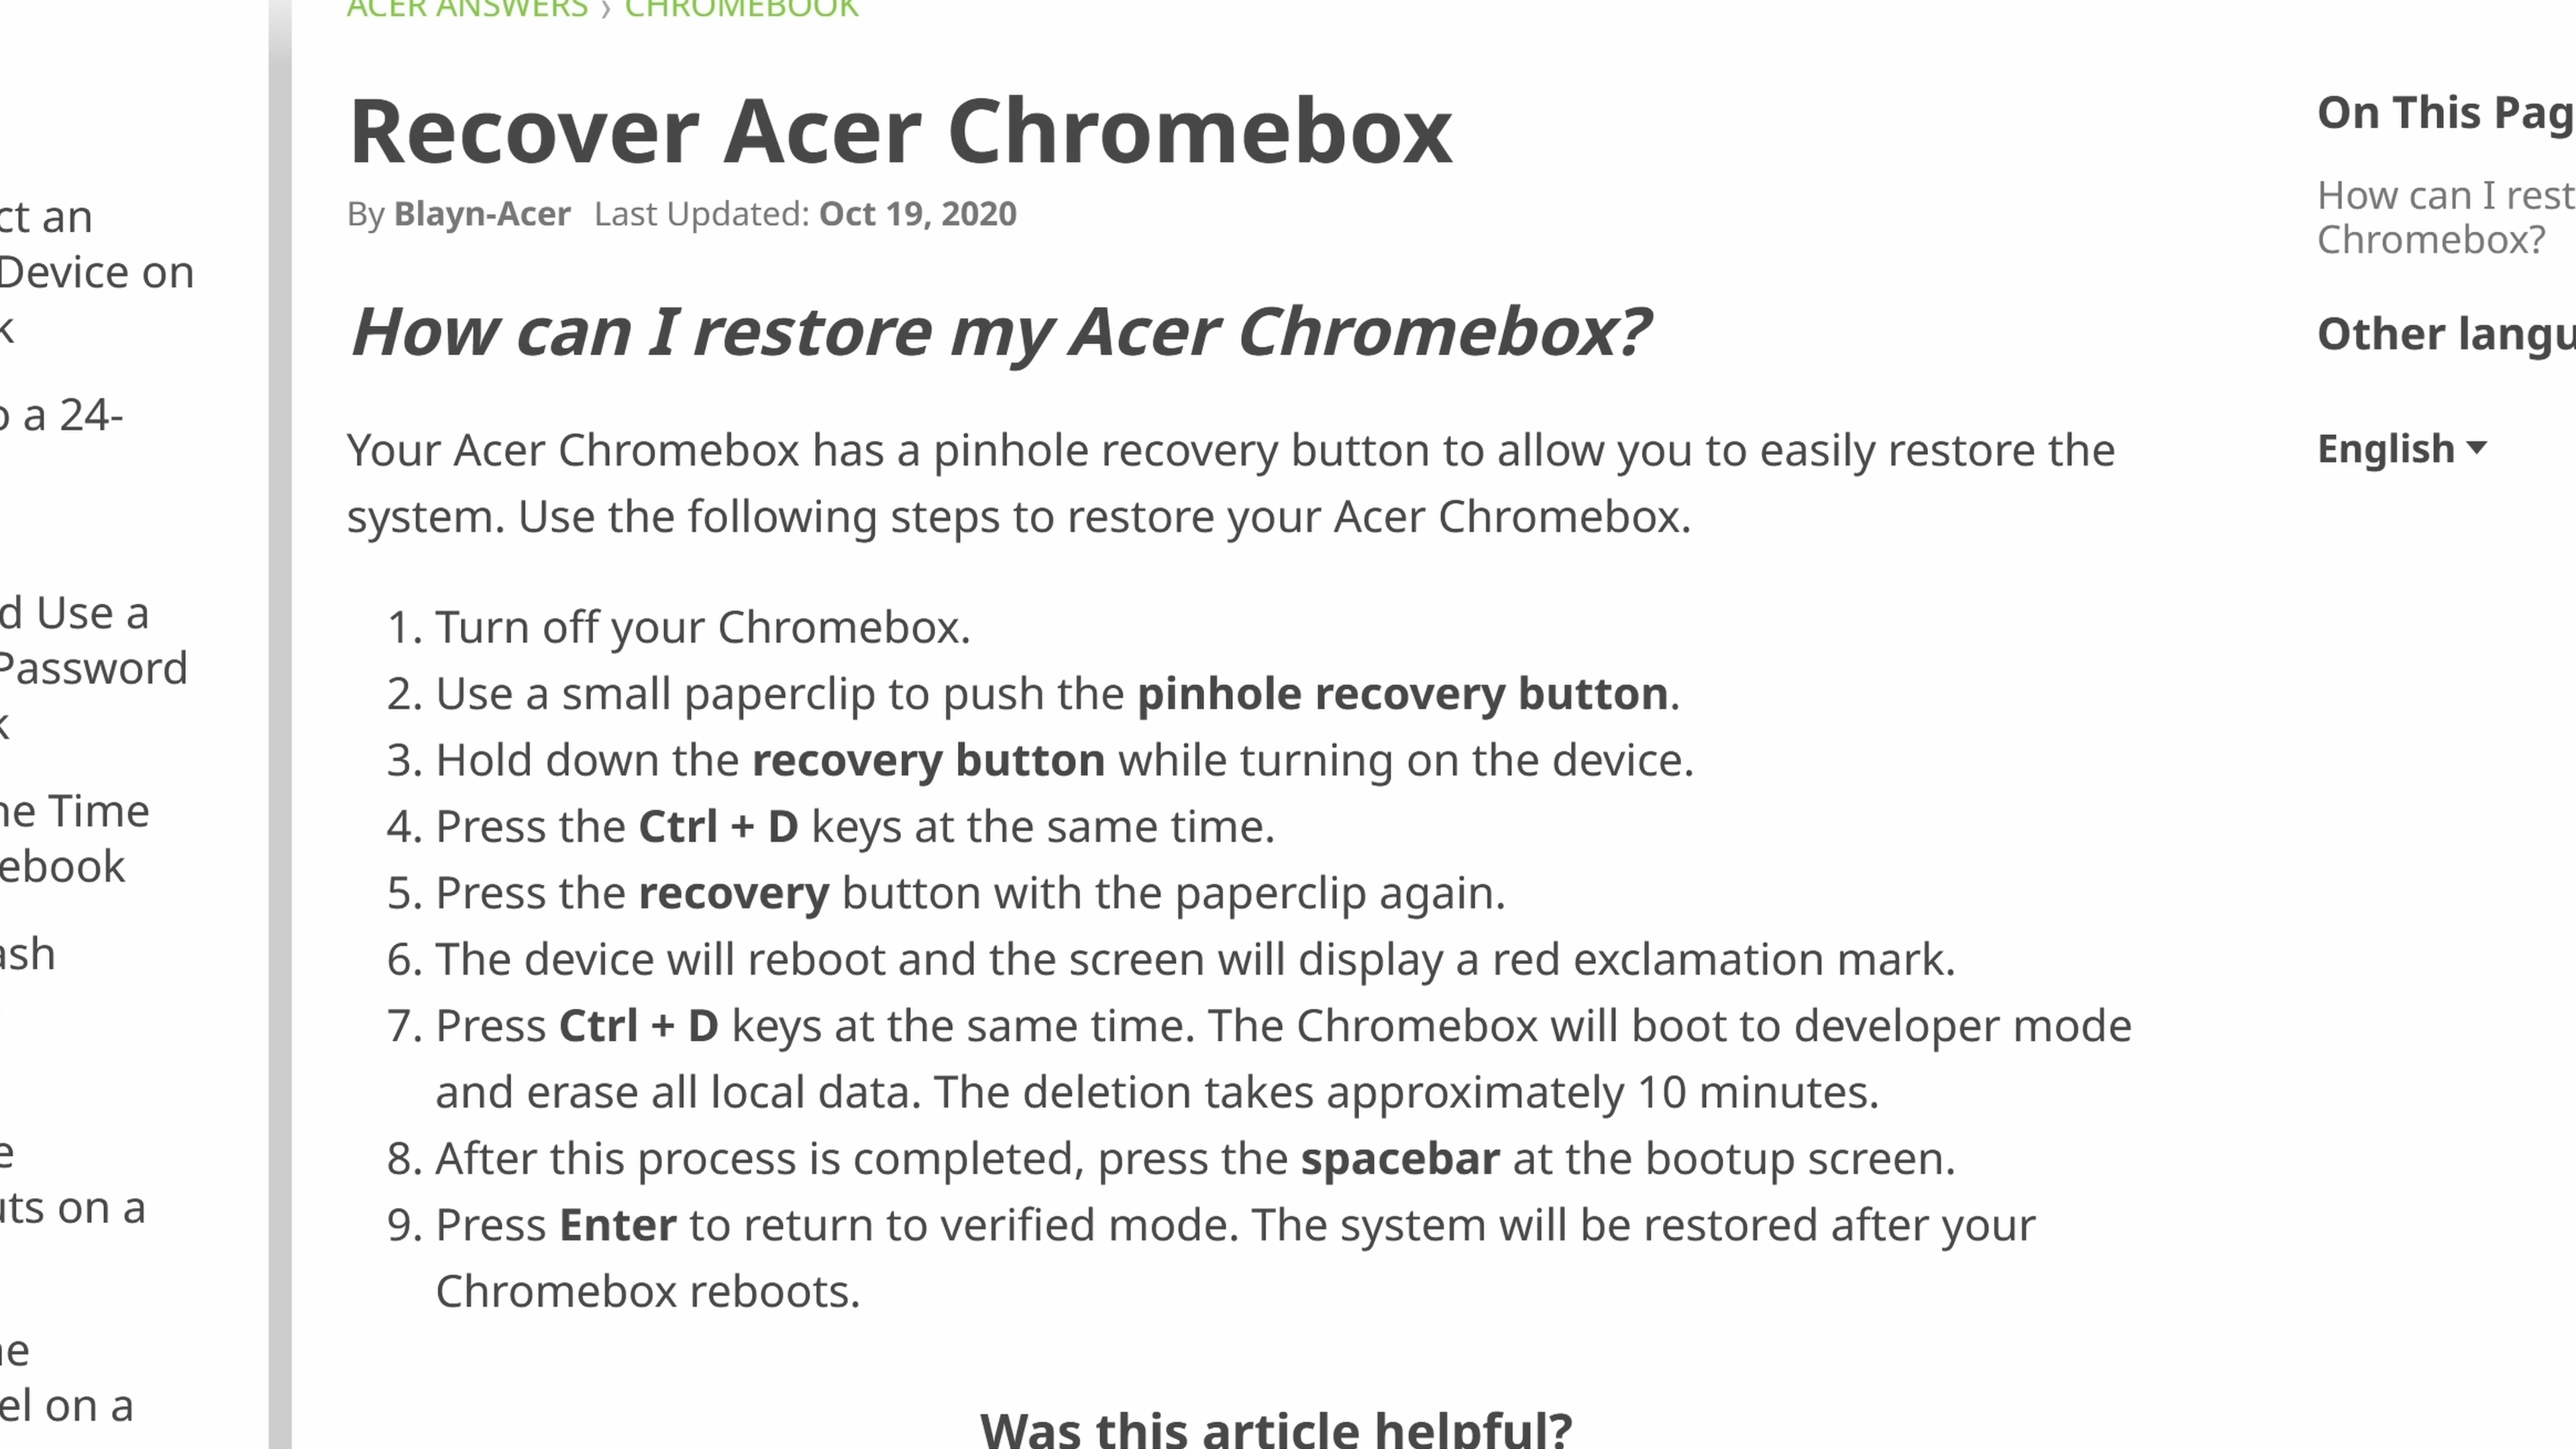 ACER ANSWERS › CHROMEBOOK
Recover Acer Chromebox
By Blayn-Acer Last Updated: Oct 19, 2020
How can I restore my Acer Chromebox?
Your Acer Chromebox has a pinhole recovery button to allow you to easily restore the
system. Use the following steps to restore your Acer Chromebox.
1. Turn off your Chromebox.
2. Use a small paperclip to push the pinhole recovery button.
3. Hold down the recovery button while turning on the device.
4. Press the Ctrl + D keys at the same time.
5. Press the recovery button with the paperclip again.
6. The device will reboot and the screen will display a red exclamation mark.
7. Press Ctrl + D keys at the same time. The Chromebox will boot to developer mode
and erase all local data. The deletion takes approximately 10 minutes.
8. After this process is completed, press the spacebar at the bootup screen.
9. Press Enter to return to verified mode. The system will be restored after your
Chromebox reboots.
Was this article helpful?
ct an
Device on
k
a 24-
d Use a
Password
k
he Time
ebook
ash
e
uts on a
ne
el on a
On This Pag
How can I rest
Chromebox?
Other langu
English